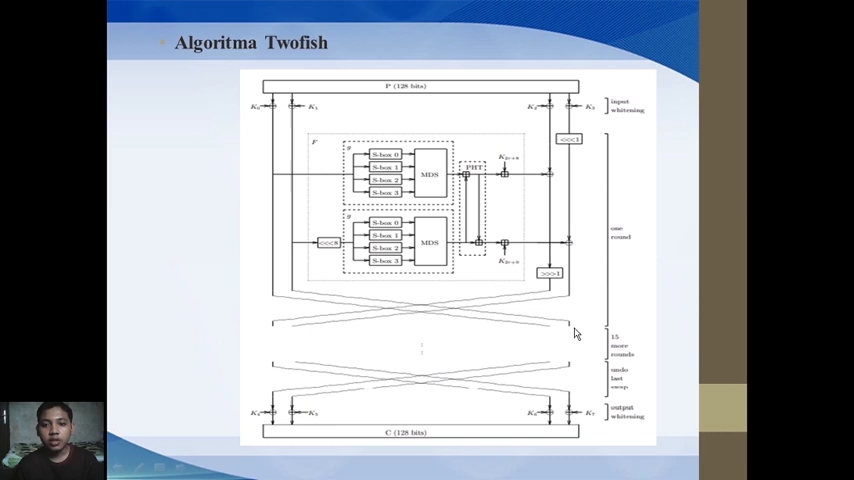 Algoritma Twofish
P (128 bits)
K0 K1 K2 K3
input
whitening
<<<1
F
g
S-box 0
S-box 1
S-box 2
S-box 3
MDS
PHT
K2r+8
one
round
g
<<<8
S-box 0
S-box 1
S-box 2
S-box 3
MDS
K2r+9
>>>1
15
more
rounds
undo
last
swap
K4 K5 K6 K7
output
whitening
C (128 bits)